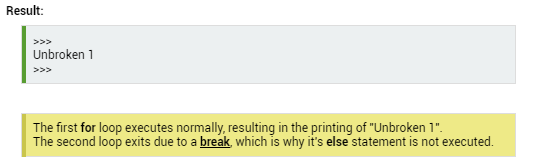 Result:
>>>
Unbroken 1
>>>
The first for loop executes normally, resulting in the printing of "Unbroken 1".
The second loop exits due to a break, which is why it's else statement is not executed.